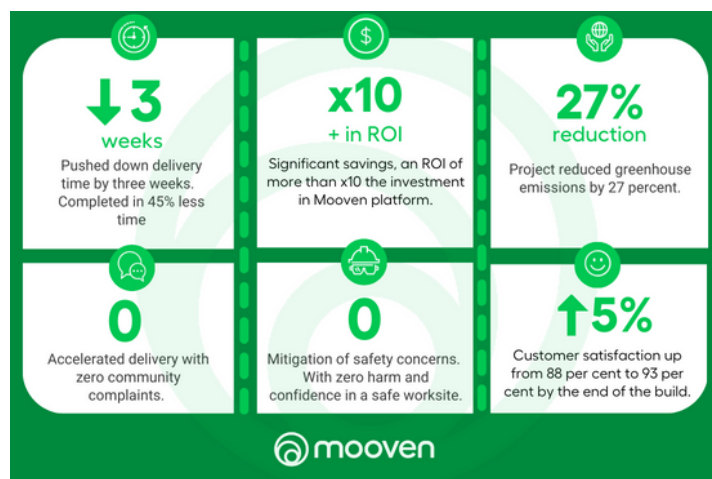 ↓3
weeks
Pushed down delivery
time by three weeks.
Completed in 45% less
time
$
x10
+ in ROI
Significant savings, an ROI of
more than x10 the investment
in Mooven platform.
27%
reduction
Project reduced greenhouse
emissions by 27 percent.
0
Accelerated delivery with
zero community
complaints.
0
Mitigation of safety concerns.
With zero harm and
confidence in a safe worksite.
↑5%
Customer satisfaction up
from 88 per cent to 93 per
cent by the end of the build.
mooven